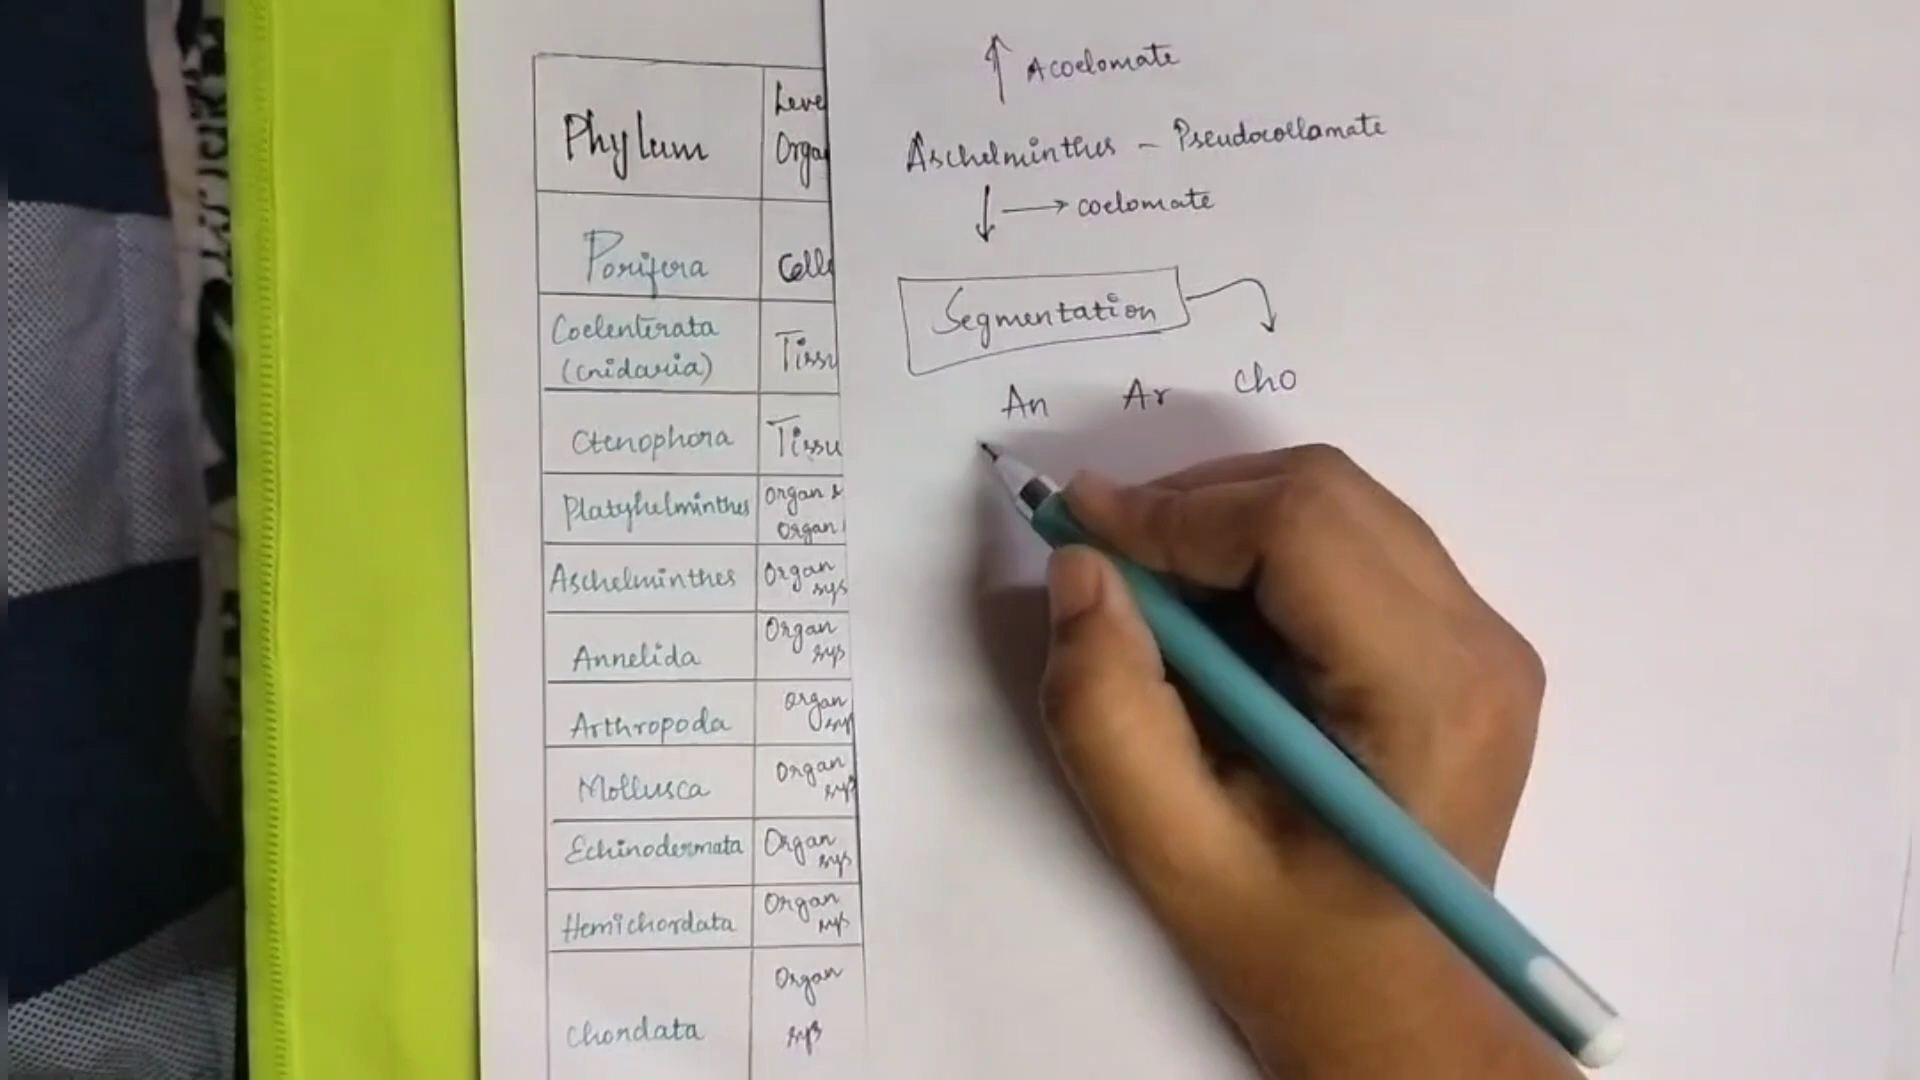 Phylum
Leve
Orga
Porifera
Cellu
Coelenterata
(cnidaria)
Tissu
Ctenophora
Tissu
Platyhelminthes
Organ &
Organ
Aschelminthes
Organ
sys
Annelida
Organ
sys
Arthropoda
Organ
sys
Mollusca
Organ
sys
Echinodermata
Organ
sys
Hemichordata
Organ
sys
Chordata
Organ
sys
Acoelomate
Aschelminthes - Pseudocollamate
coelomate
Segmentation
An Ar Cho